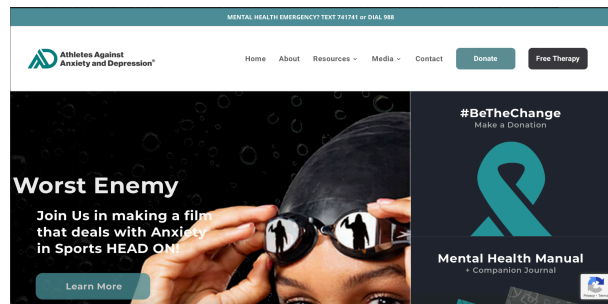 MENTAL HEALTH EMERGENCY? TEXT 741741 or DIAL 988
Athletes Against
Anxiety and Depression®
Home About Resources Media Contact Donate Free Therapy
Worst Enemy
Join Us in making a film
that deals with Anxiety
in Sports HEAD ON!
Learn More
#BeTheChange
Make a Donation
Mental Health Manual
+ Companion Journal